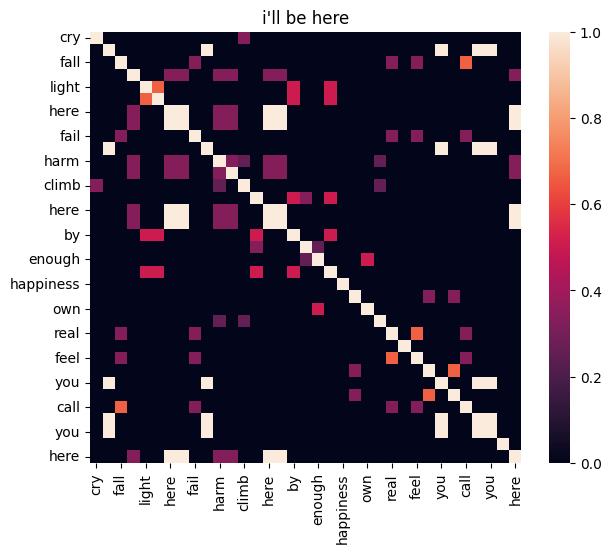 i'll be here
cry
fall
light
here
fail
harm
climb
here
by
enough
happiness
own
real
feel
you
call
you
here
1.0
0.8
0.6
0.4
0.2
0.0
cry
fall
light
here
fail
harm
climb
here
by
enough
happiness
own
real
feel
you
call
you
here